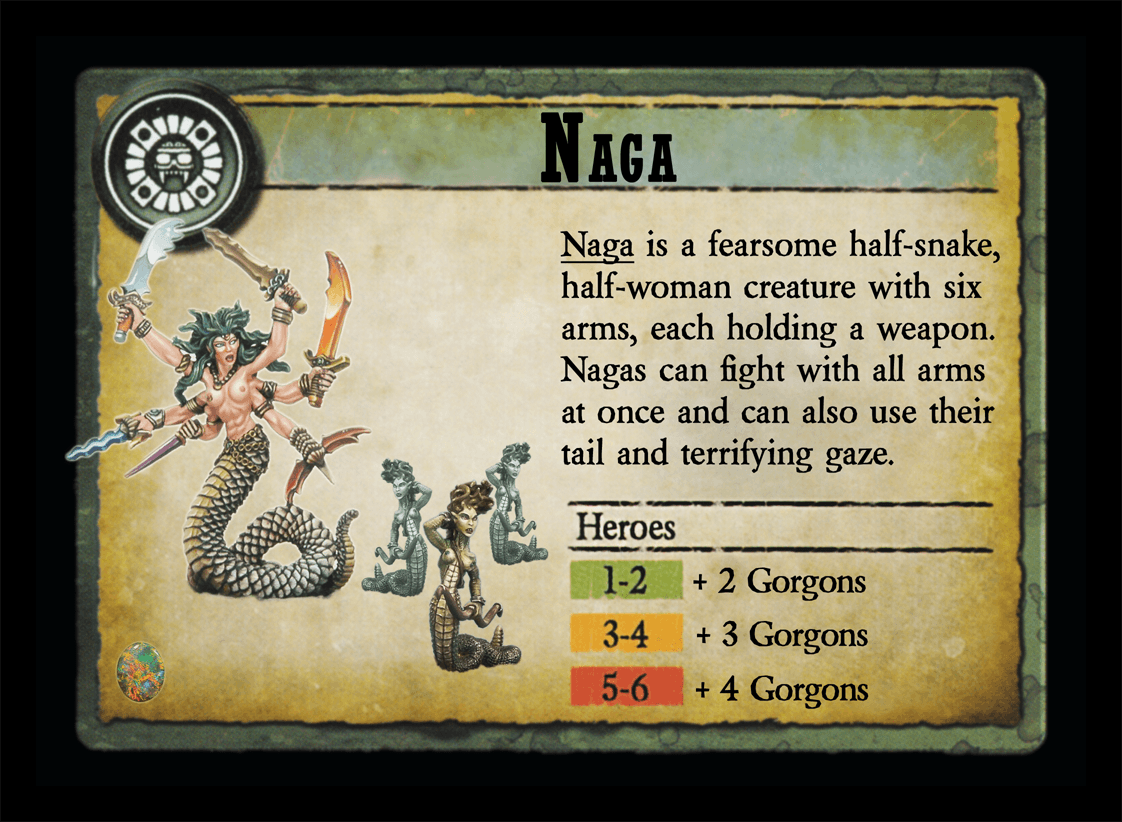 Naga
Naga is a fearsome half-snake,
half-woman creature with six
arms, each holding a weapon.
Nagas can fight with all arms
at once and can also use their
tail and terrifying gaze.
Heroes
1-2 + 2 Gorgons
3-4 + 3 Gorgons
5-6 + 4 Gorgons